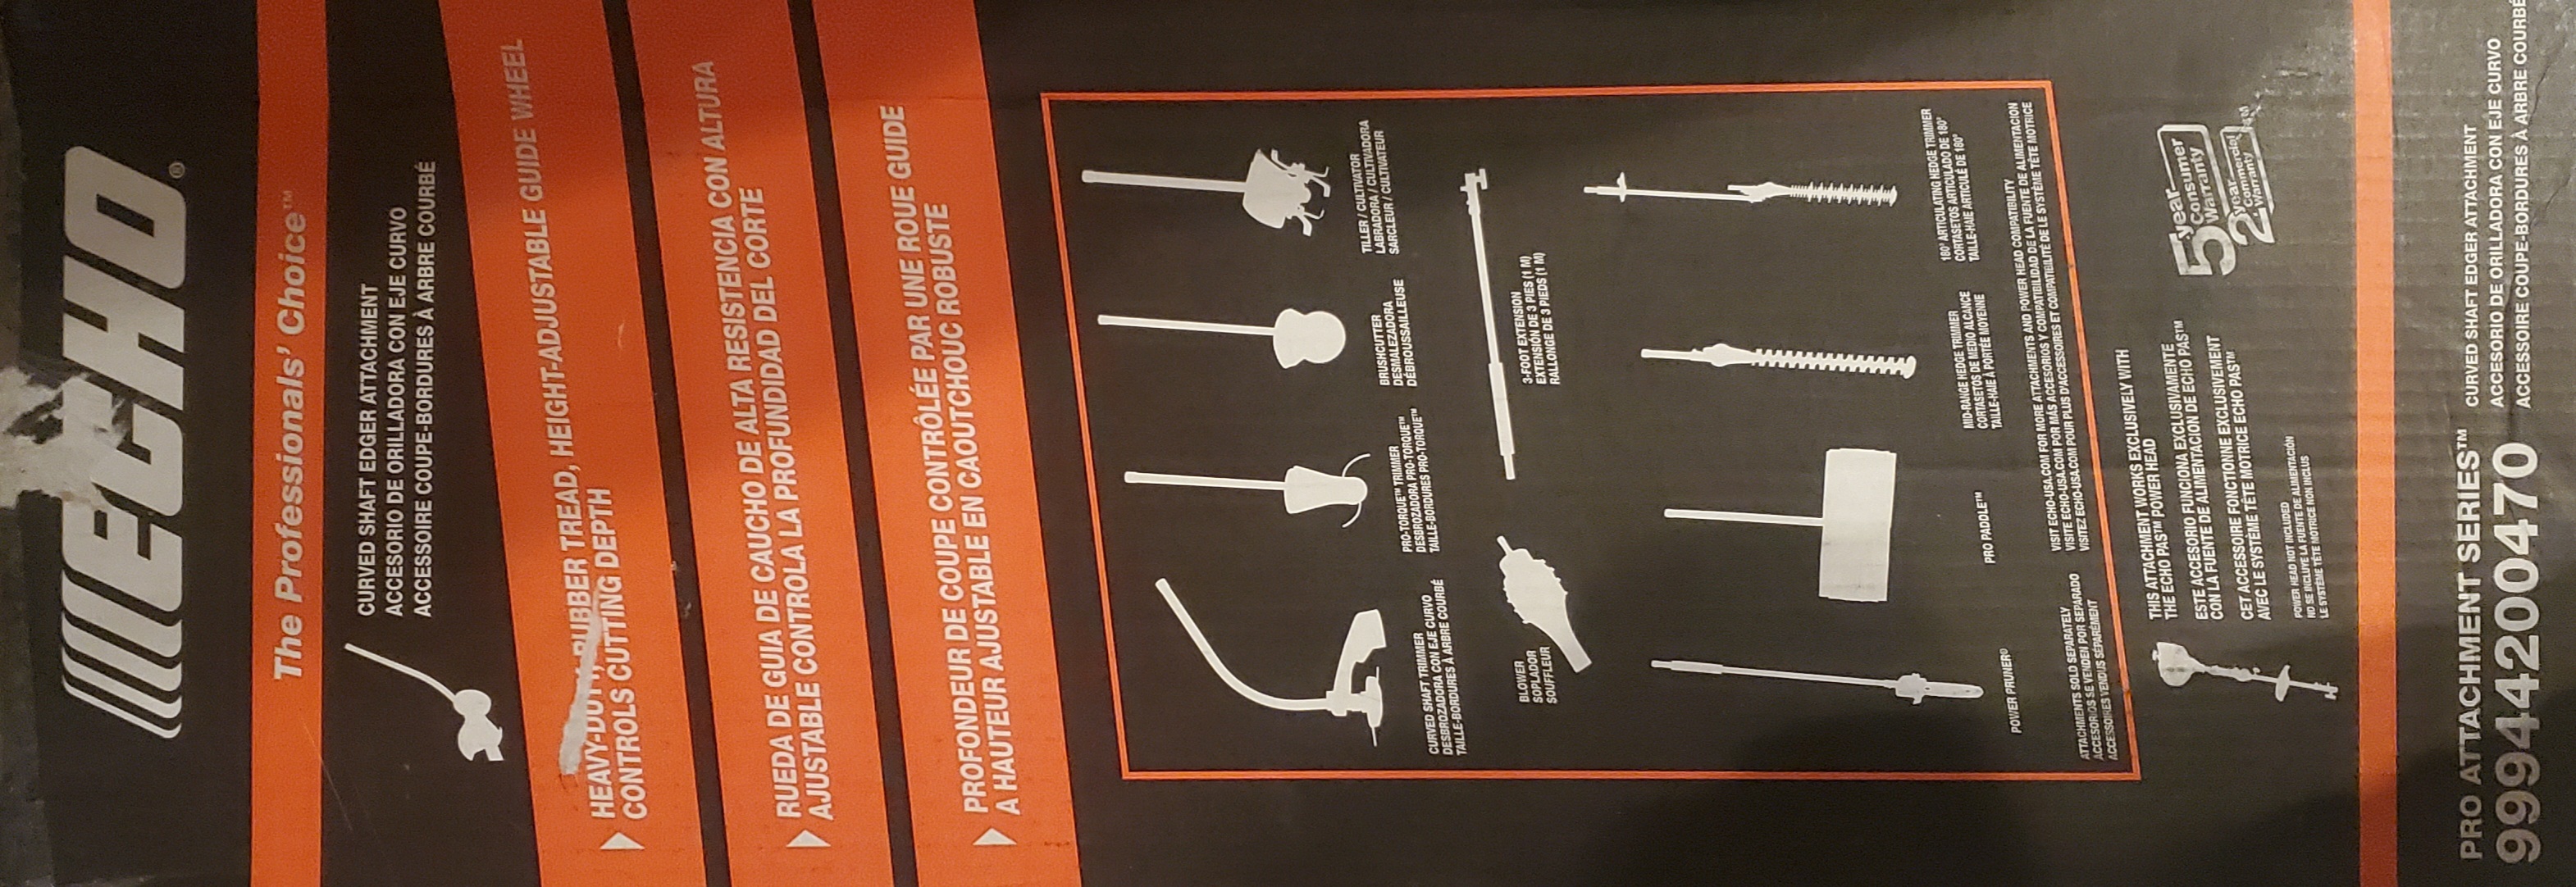 ECHO®
The Professionals' Choice™
CURVED SHAFT EDGER ATTACHMENT
ACCESORIO DE ORILLADORA CON EJE CURVO
ACCESSOIRE COUPE-BORDURES À ARBRE COURBÉ
HEAVY-DUTY, RUBBER TREAD, HEIGHT-ADJUSTABLE GUIDE WHEEL
CONTROLS CUTTING DEPTH
RUEDA DE GUIA DE CAUCHO DE ALTA RESISTENCIA CON ALTURA
AJUSTABLE CONTROLA LA PROFUNDIDAD DEL CORTE
PROFONDEUR DE COUPE CONTRÔLÉE PAR UNE ROUE GUIDE
A HAUTEUR AJUSTABLE EN CAOUTCHOUC ROBUSTE
CURVED SHAFT TRIMMER
DESBROZADORA CON EJE CURVO
TAILLE-BORDURES À ARBRE COURBÉ
PRO-TORQUE™ TRIMMER
DESBROZADORA PRO-TORQUE™
TAILLE-BORDURES PRO-TORQUE™
BRUSHCUTTER
DESMALEZADORA
DÉBROUSSAILLEUSE
TILLER / CULTIVATOR
LABRADORA / CULTIVADORA
SARCLEUR / CULTIVATEUR
BLOWER
SOPLADOR
SOUFFLEUR
3-FOOT EXTENSION
EXTENSIÓN DE 3 PIES (1 M)
RALLONGE DE 3 PIEDS (1 M)
POWER PRUNER®
PRO PADDLE™
MID-RANGE HEDGE TRIMMER
CORTASETOS DE MEDIO ALCANCE
TAILLE-HAIE À PORTÉE MOYENNE
180° ARTICULATING HEDGE TRIMMER
CORTASETOS ARTICULADO DE 180°
TAILLE-HAIE ARTICULÉ DE 180°
ATTACHMENTS SOLD SEPARATELY
ACCESORIOS SE VENDEN POR SEPARADO
ACCESSOIRES VENDUS SÉPARÉMENT
VISIT ECHO-USA.COM FOR MORE ATTACHMENTS AND POWER HEAD COMPATIBILITY
VISITE ECHO-USA.COM POR MÁS ACCESORIOS Y COMPATIBILIDAD DE LA FUENTE DE ALIMENTACION
VISITEZ ECHO-USA.COM POUR PLUS D'ACCESSOIRES ET COMPATIBILITÉ DE LE SYSTÈME TÊTE MOTRICE
THIS ATTACHMENT WORKS EXCLUSIVELY WITH
THE ECHO PAS™ POWER HEAD
ESTE ACCESORIO FUNCIONA EXCLUSIVAMENTE
CON LA FUENTE DE ALIMENTACION DE ECHO PAS™
CET ACCESSOIRE FONCTIONNE EXCLUSIVEMENT
AVEC LE SYSTÈME TÊTE MOTRICE ECHO PAS™
POWER HEAD NOT INCLUDED
NO SE INCLUYE LA FUENTE DE ALIMENTACIÓN
LE SYSTÈME TÊTE MOTRICE NON INCLUS
5 year Consumer Warranty
2 year Commercial Warranty
PRO ATTACHMENT SERIES™
99944200470
CURVED SHAFT EDGER ATTACHMENT
ACCESORIO DE ORILLADORA CON EJE CURVO
ACCESSOIRE COUPE-BORDURES À ARBRE COURBÉ